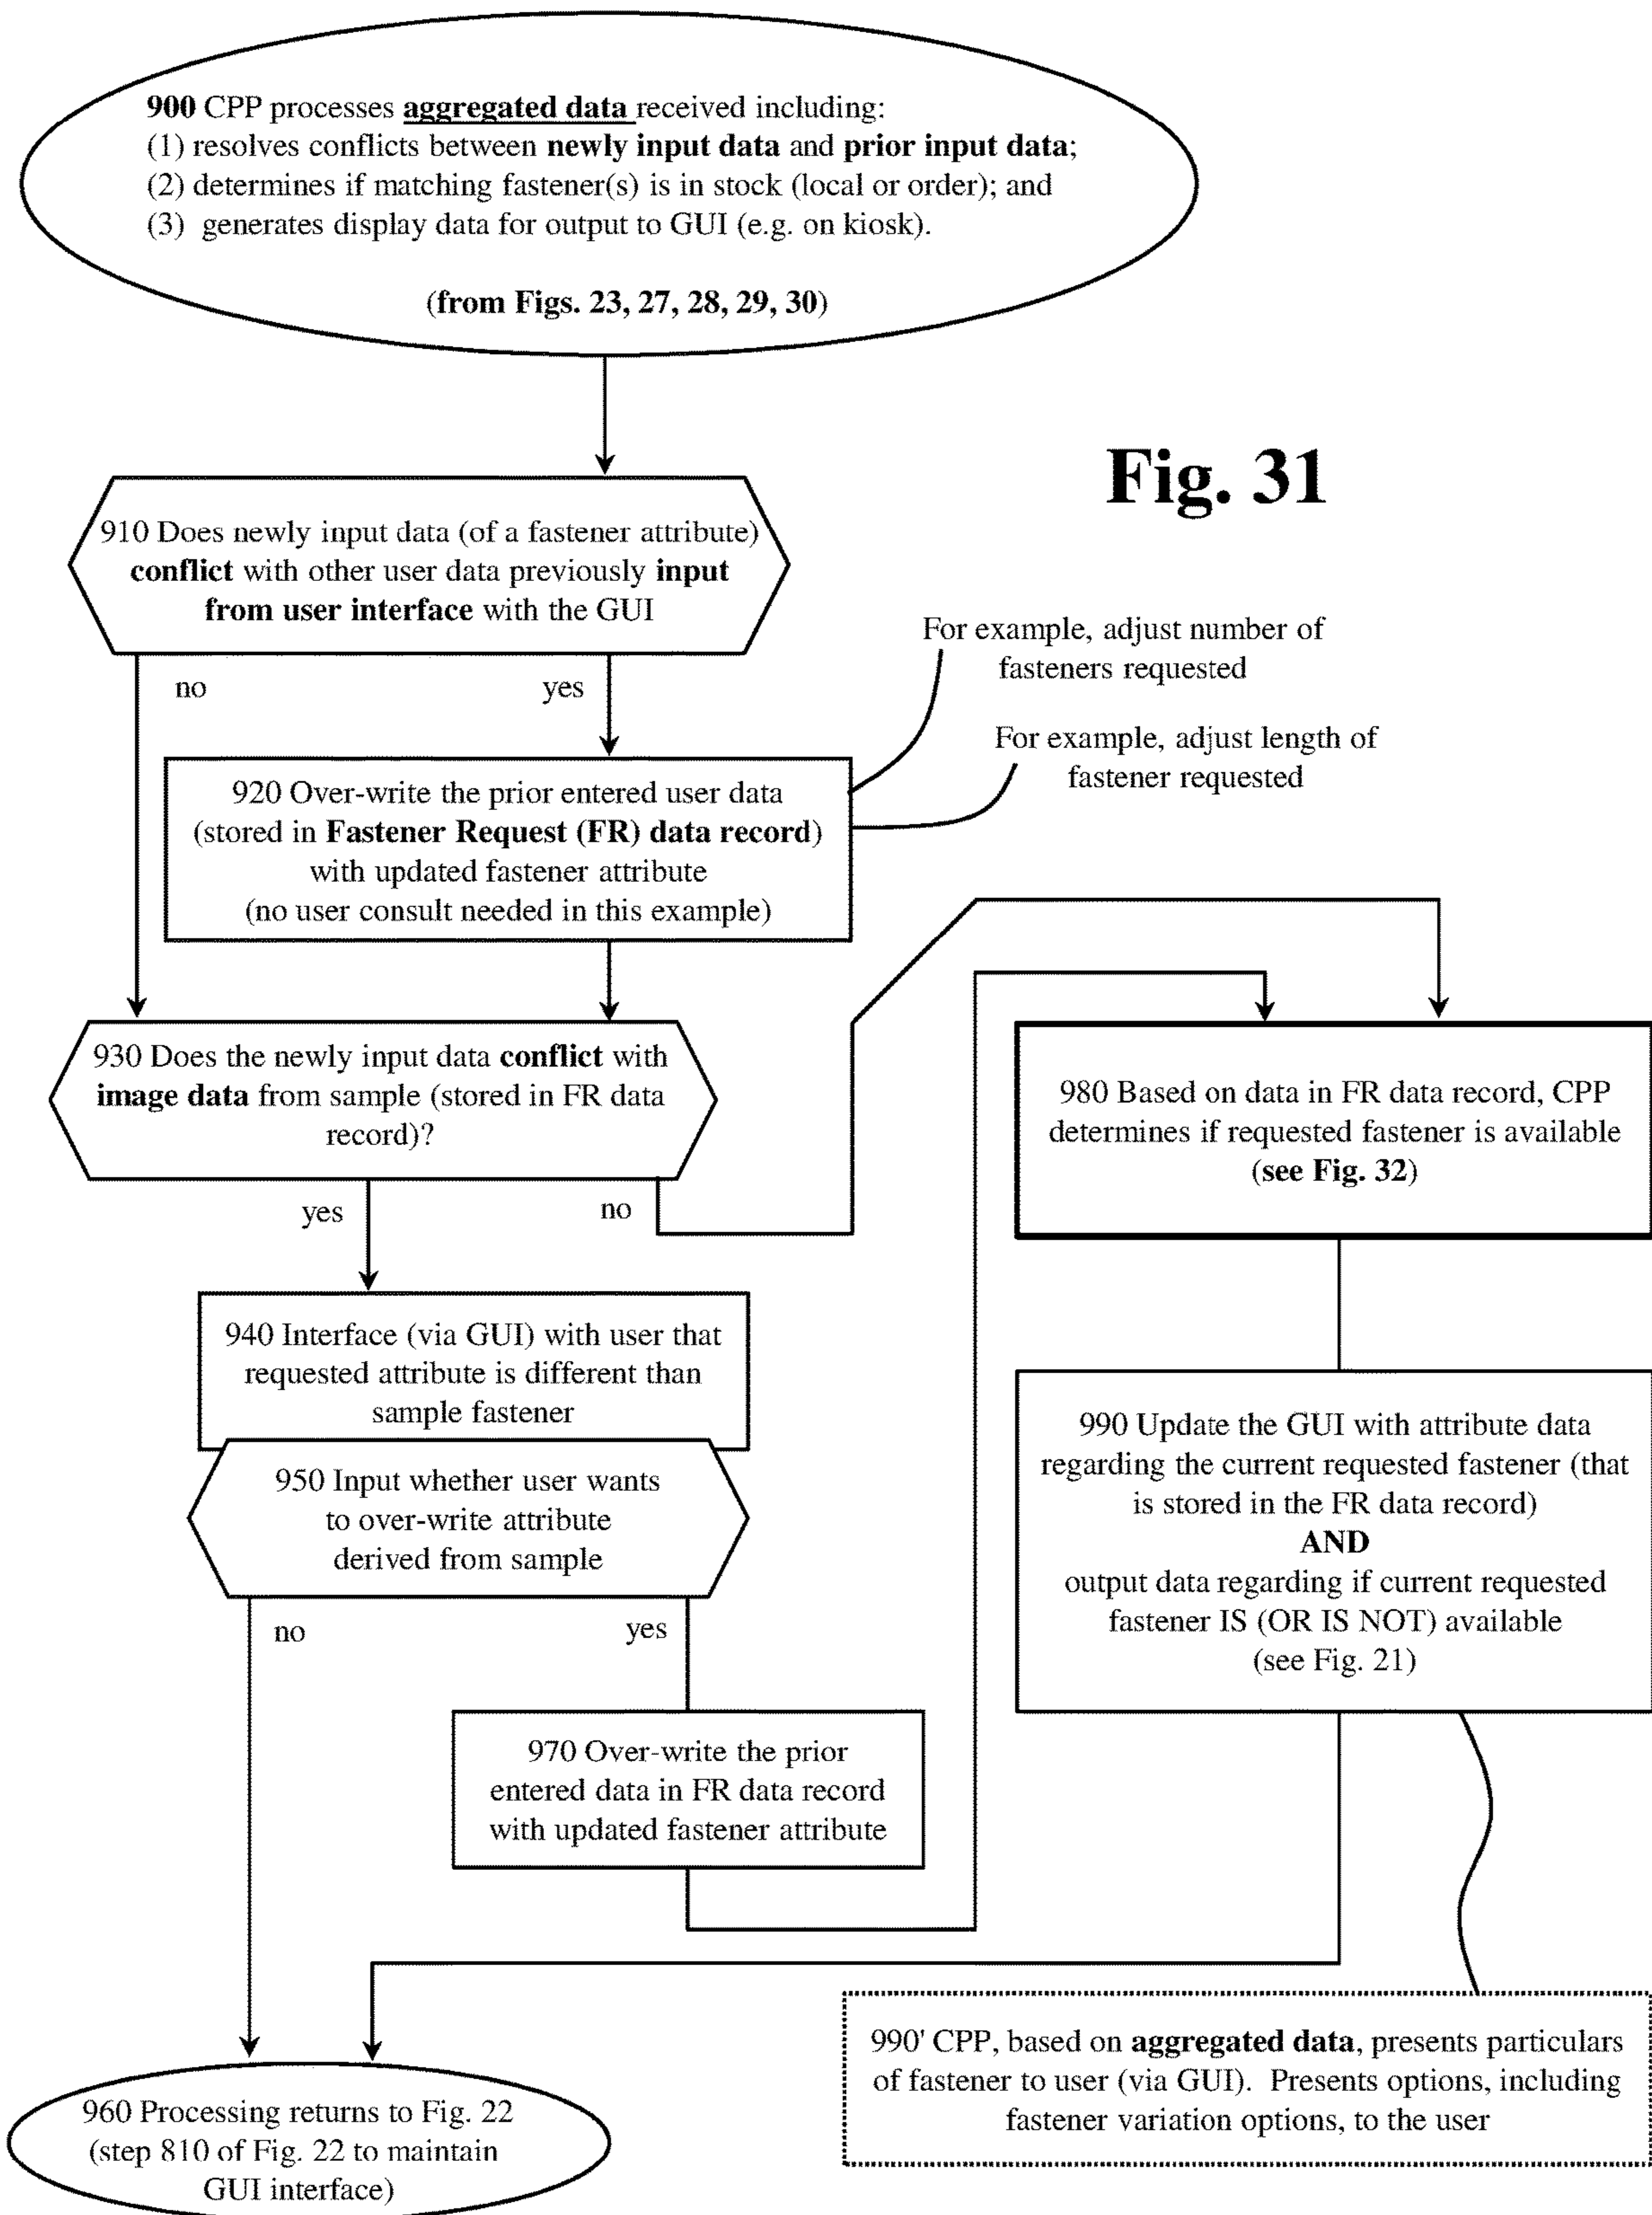 900 CPP processes aggregated data received including:
(1) resolves conflicts between newly input data and prior input data;
(2) determines if matching fastener(s) is in stock (local or order); and
(3) generates display data for output to GUI (e.g. on kiosk).
(from Figs. 23, 27, 28, 29, 30)
Fig. 31
910 Does newly input data (of a fastener attribute)
conflict with other user data previously input
from user interface with the GUI
no
yes
For example, adjust number of
fasteners requested
For example, adjust length of
fastener requested
920 Over-write the prior entered user data
(stored in Fastener Request (FR) data record)
with updated fastener attribute
(no user consult needed in this example)
930 Does the newly input data conflict with
image data from sample (stored in FR data
record)?
yes
no
980 Based on data in FR data record, CPP
determines if requested fastener is available
(see Fig. 32)
940 Interface (via GUI) with user that
requested attribute is different than
sample fastener
950 Input whether user wants
to over-write attribute
derived from sample
no
yes
990 Update the GUI with attribute data
regarding the current requested fastener (that
is stored in the FR data record)
AND
output data regarding if current requested
fastener IS (OR IS NOT) available
(see Fig. 21)
970 Over-write the prior
entered data in FR data record
with updated fastener attribute
990' CPP, based on aggregated data, presents particulars
of fastener to user (via GUI). Presents options, including
fastener variation options, to the user
960 Processing returns to Fig. 22
(step 810 of Fig. 22 to maintain
GUI interface)